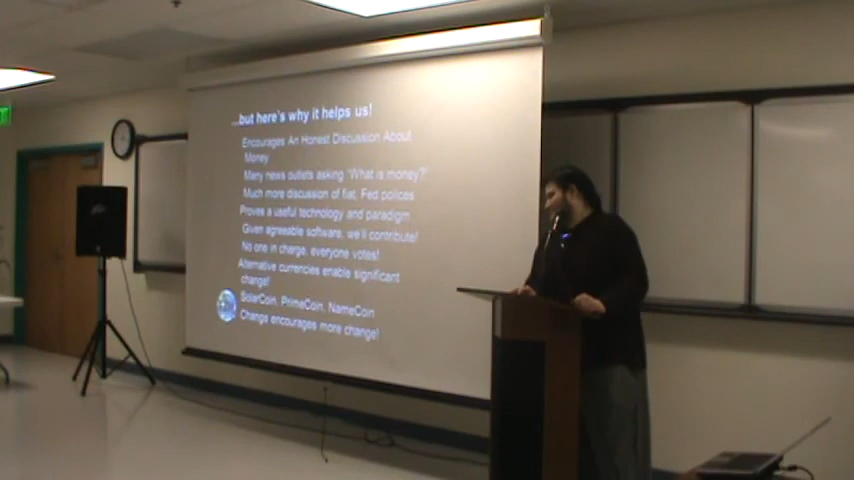 ...but here's why it helps us!
Encourages An Honest Discussion About
Money
Many news outlets asking "What is money?"
Much more discussion of fiat, Fed polices
Proves a useful technology and paradigm
Given agreeable software, we'll contribute!
No one in charge, everyone votes!
Alternative currencies enable significant
change!
SolarCoin, PrimeCoin, NameCoin
Change encourages more change!